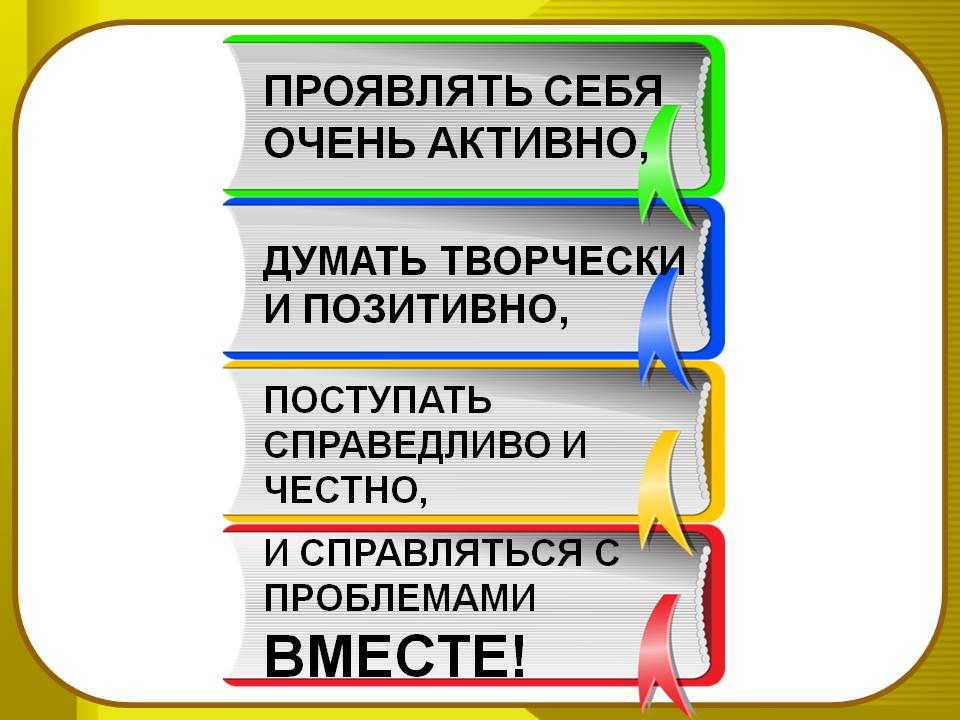 ПРОЯВЛЯТЬ СЕБЯ
ОЧЕНЬ АКТИВНО,
ДУМАТЬ ТВОРЧЕСКИ
И ПОЗИТИВНО,
ПОСТУПАТЬ
СПРАВЕДЛИВО И
ЧЕСТНО,
И СПРАВЛЯТЬСЯ С
ПРОБЛЕМАМИ
ВМЕСТЕ!